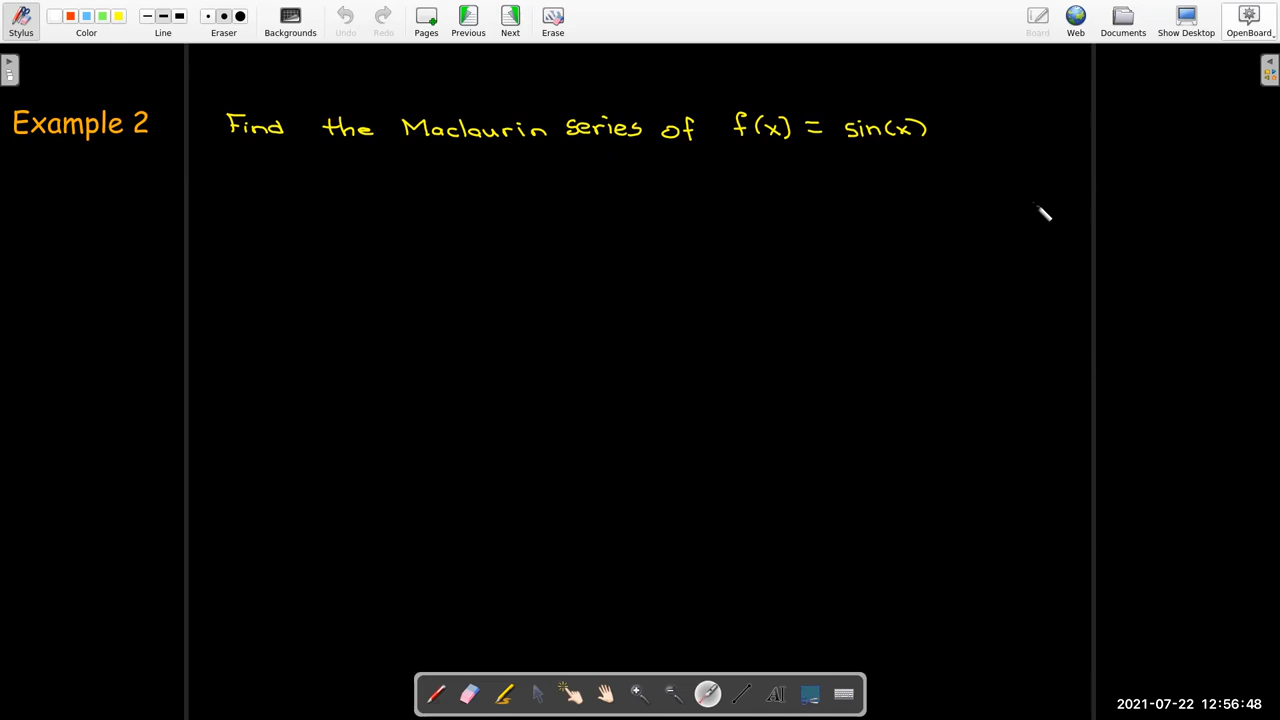 Stylus
Color
Line
Eraser
Backgrounds
Undo
Redo
Pages
Previous
Next
Erase
Board
Web
Documents
Show Desktop
OpenBoard
Example 2
Find the Maclaurin series of f(x) = sin(x)
AI
2021-07-22 12:56:48